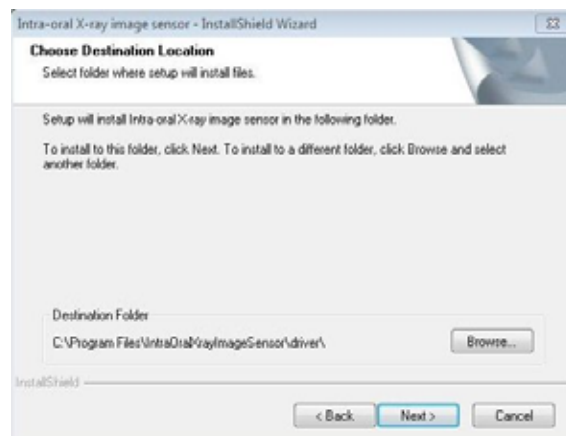 Intra-oral X-ray image sensor - InstallShield Wizard
Choose Destination Location
Select folder where setup will install files.
Setup will install Intra-oral X-ray image sensor in the following folder.
To install to this folder, click Next. To install to a different folder, click Browse and select
another folder.
Destination Folder
C:\Program Files\IntraOralXrayImageSensor\driver\
Browse...
InstallShield
< Back
Next >
Cancel